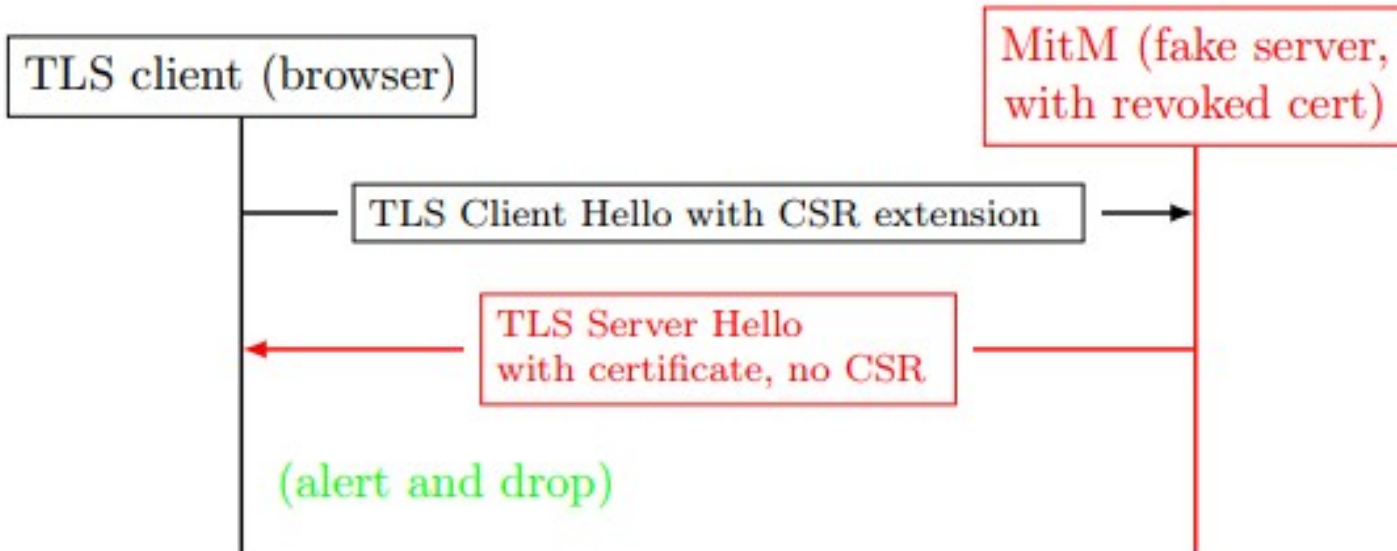 TLS client (browser)
MitM (fake server,
with revoked cert)
TLS Client Hello with CSR extension
TLS Server Hello
with certificate, no CSR
(alert and drop)